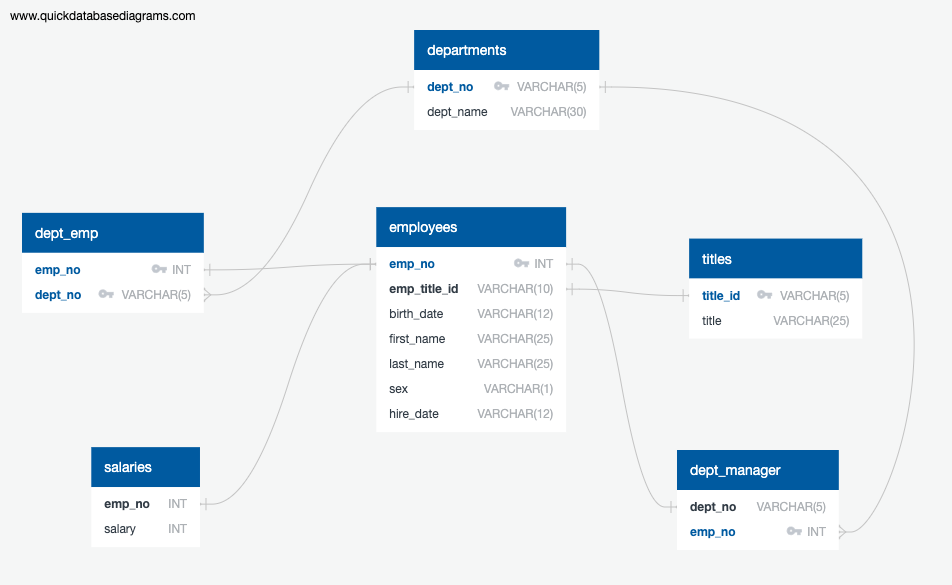 www.quickdatabasediagrams.com
departments
dept_no VARCHAR(5)
dept_name VARCHAR(30)
dept_emp
emp_no INT
dept_no VARCHAR(5)
employees
emp_no INT
emp_title_id VARCHAR(10)
birth_date VARCHAR(12)
first_name VARCHAR(25)
last_name VARCHAR(25)
sex VARCHAR(1)
hire_date VARCHAR(12)
titles
title_id VARCHAR(5)
title VARCHAR(25)
salaries
emp_no INT
salary INT
dept_manager
dept_no VARCHAR(5)
emp_no INT